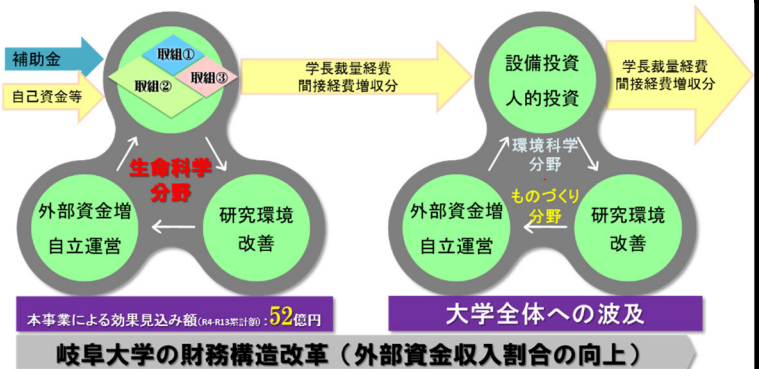 補助金
自己資金等
取組①
取組②
取組③
学長裁量経費
間接経費増収分
生命科学
分野
外部資金増
自立運営
研究環境
改善
設備投資
人的投資
学長裁量経費
間接経費増収分
環境科学
分野
・
ものづくり
分野
外部資金増
自立運営
研究環境
改善
本事業による効果見込み額(R4-R13累計額):52億円
大学全体への波及
岐阜大学の財務構造改革(外部資金収入割合の向上)